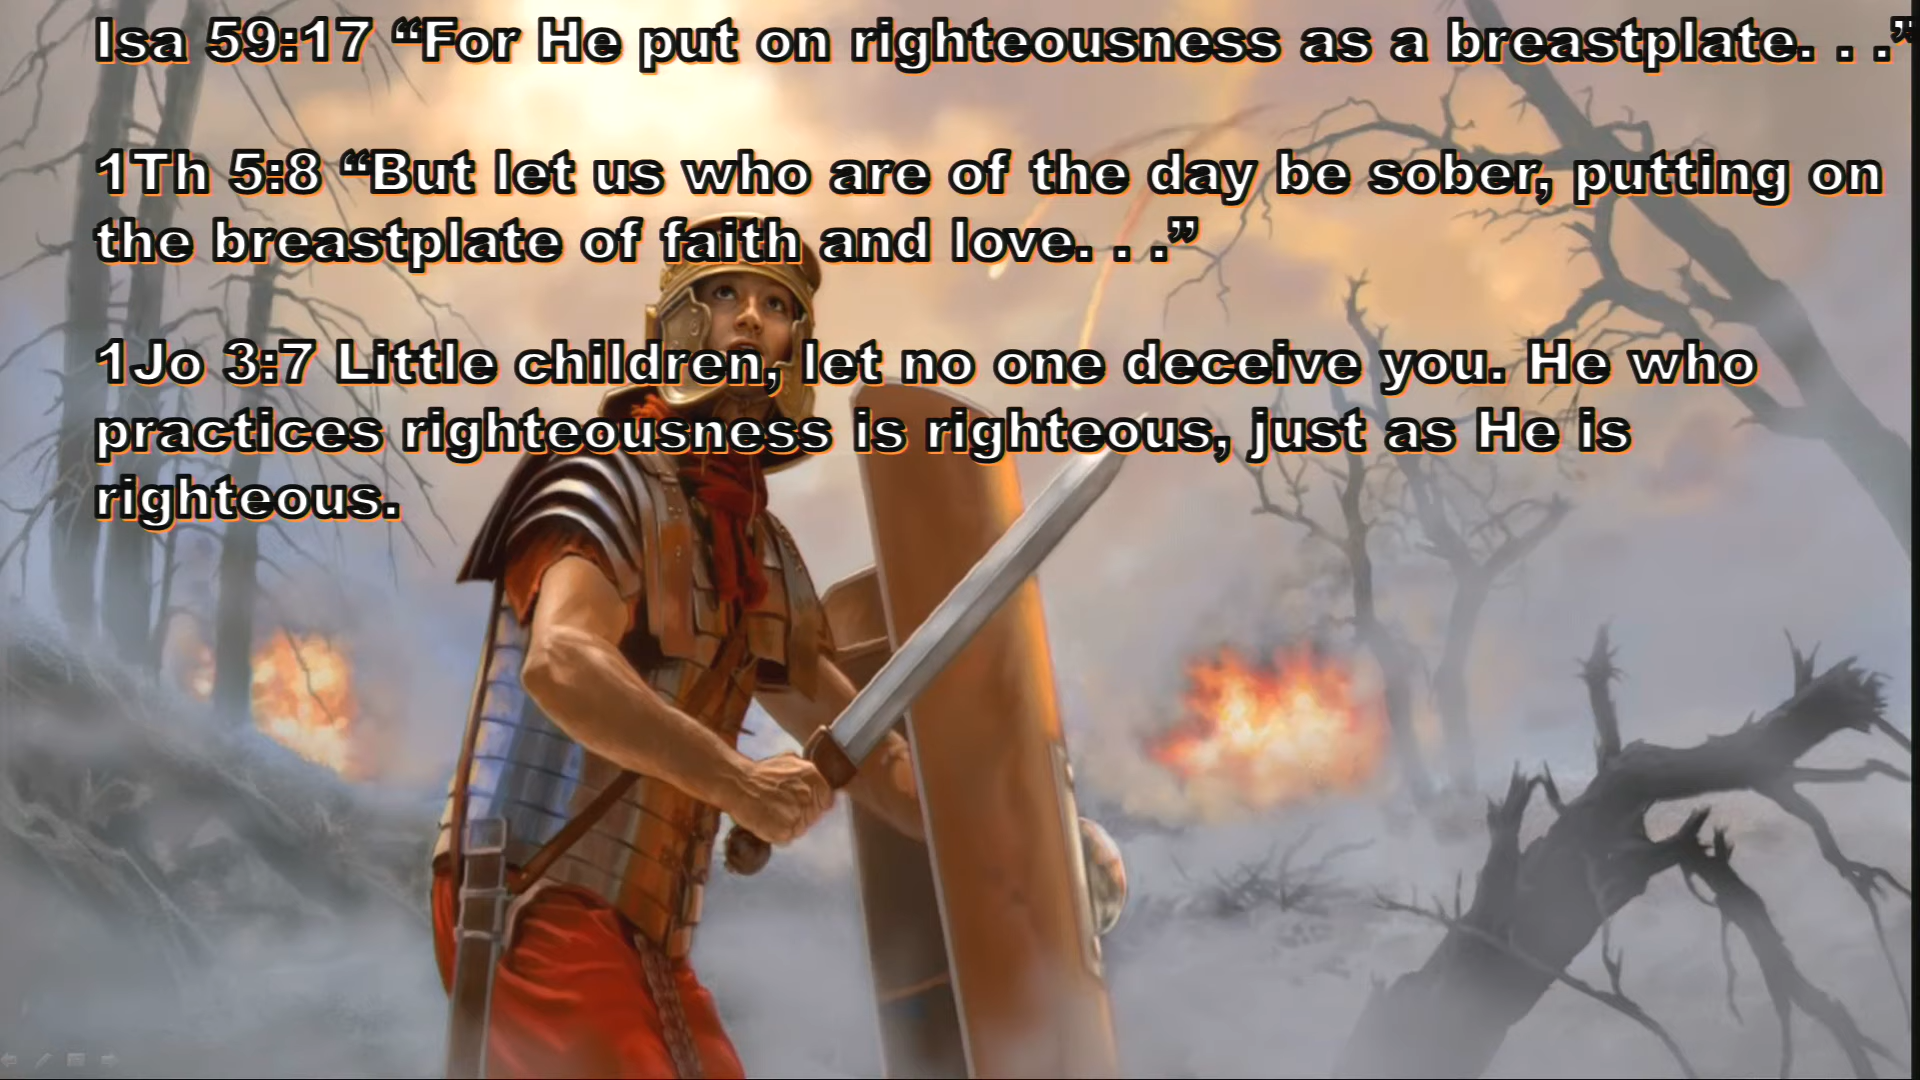 Isa 59:17 “For He put on righteousness as a breastplate. . .”
1Th 5:8 “But let us who are of the day be sober, putting on
the breastplate of faith and love. . .”
1Jo 3:7 Little children, let no one deceive you. He who
practices righteousness is righteous, just as He is
righteous.